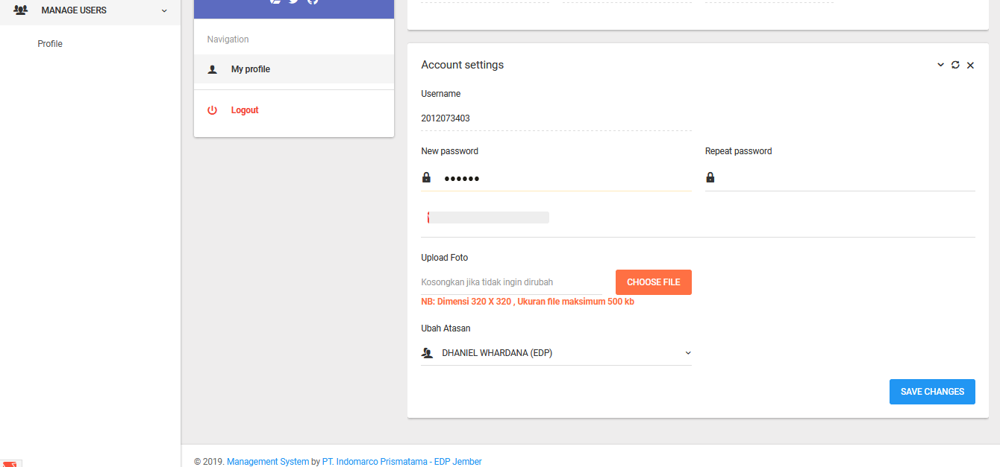 MANAGE USERS
Profile
Navigation
My profile
Logout
Account settings
Username
2012073403
New password
Repeat password
••••••
Upload Foto
Kosongkan jika tidak ingin dirubah
CHOOSE FILE
NB: Dimensi 320 X 320 , Ukuran file maksimum 500 kb
Ubah Atasan
DHANIEL WHARDANA (EDP)
SAVE CHANGES
© 2019. Management System by PT. Indomarco Prismatama - EDP Jember